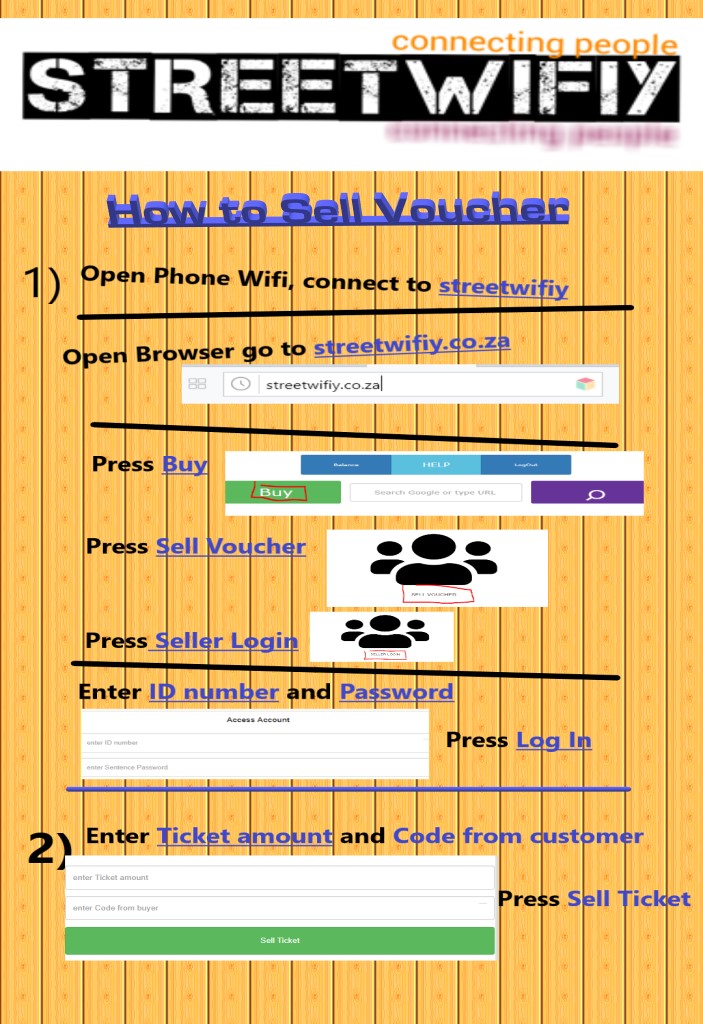 connecting people
STREETWIFIY
connecting people
How to Sell Voucher
1) Open Phone Wifi, connect to streetwifiy
Open Browser go to streetwifiy.co.za
streetwifiy.co.za
Press Buy
Balance HELP LogOut
Buy Search Google or type URL
Press Sell Voucher
SELL VOUCHER
Press Seller Login
Enter ID number and Password
Access Account
enter ID number
enter Sentence Password
Press Log In
2) Enter Ticket amount and Code from customer
enter Ticket amount
enter Code from buyer
Press Sell Ticket
Sell Ticket